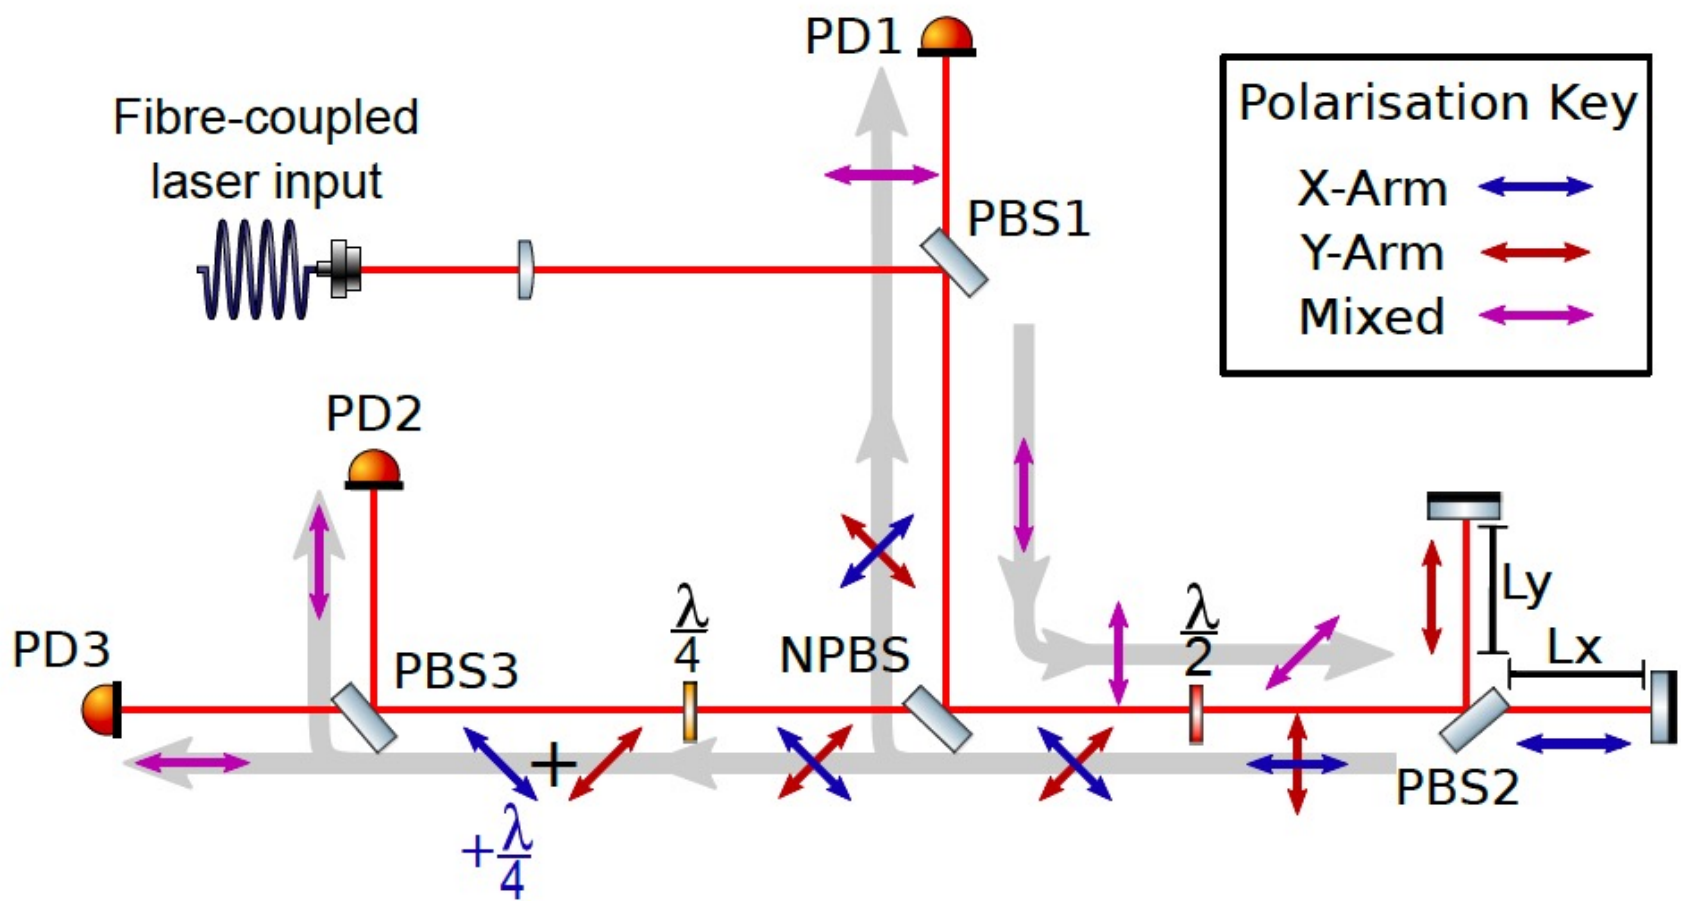 PD1
Fibre-coupled
laser input
Polarisation Key
X-Arm
Y-Arm
Mixed
PBS1
PD2
PD3
PBS3
λ
4
NPBS
λ
2
Ly
Lx
PBS2
+
+λ
4